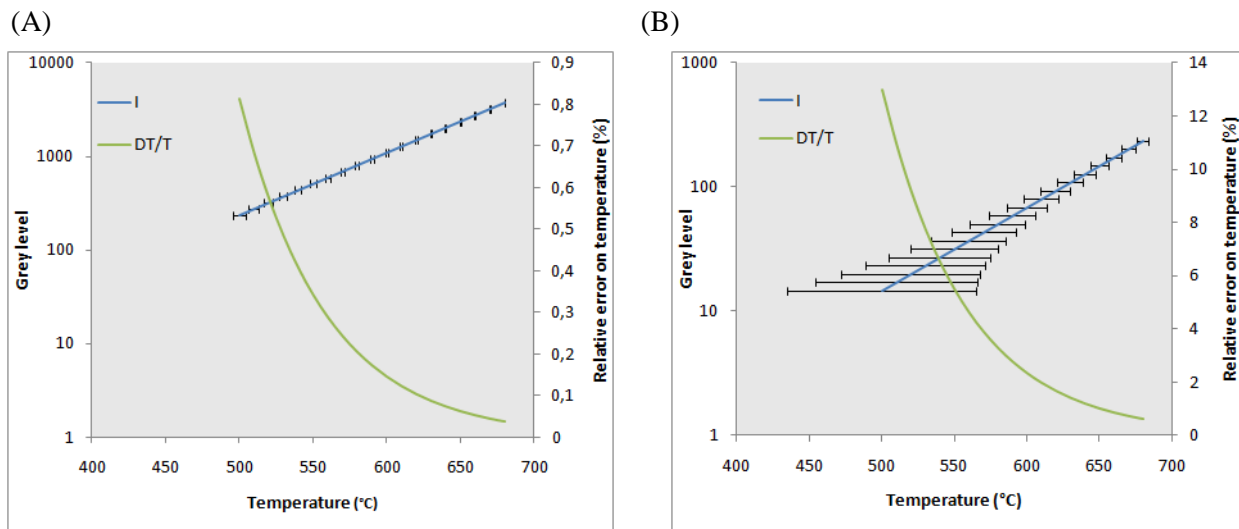 (A)
10000
1000
100
10
1
Grey level
I
DT/T
0,9
0,8
0,7
0,6
0,5
0,4
0,3
0,2
0,1
0
Relative error on temperature (%)
400 450 500 550 600 650 700
Temperature (°C)
(B)
1000
100
10
1
Grey level
I
DT/T
14
12
10
8
6
4
2
0
Relative error on temperature (%)
400 450 500 550 600 650 700
Temperature (°C)